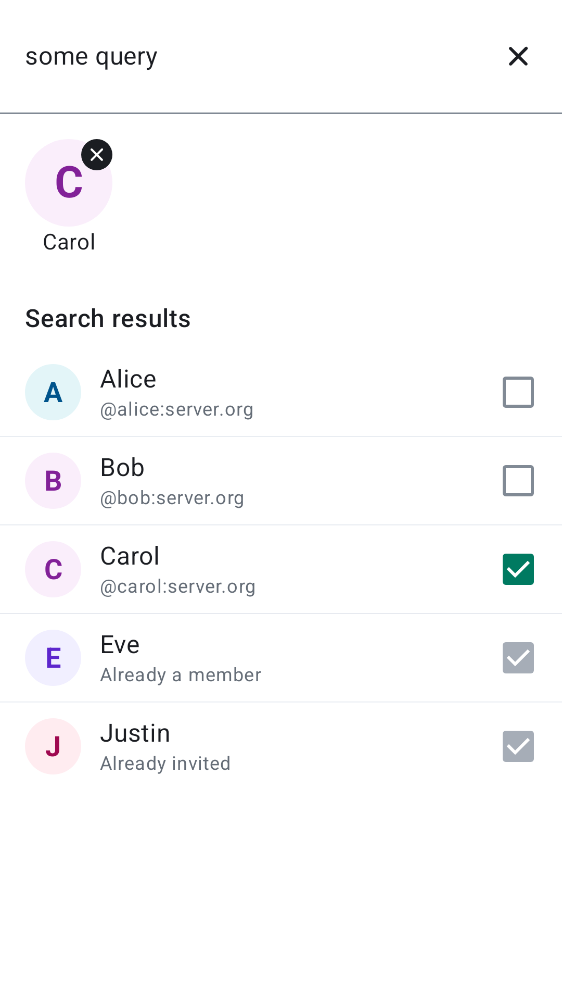 some query
C
Carol
Search results
A
Alice
@alice:server.org
B
Bob
@bob:server.org
C
Carol
@carol:server.org
E
Eve
Already a member
J
Justin
Already invited